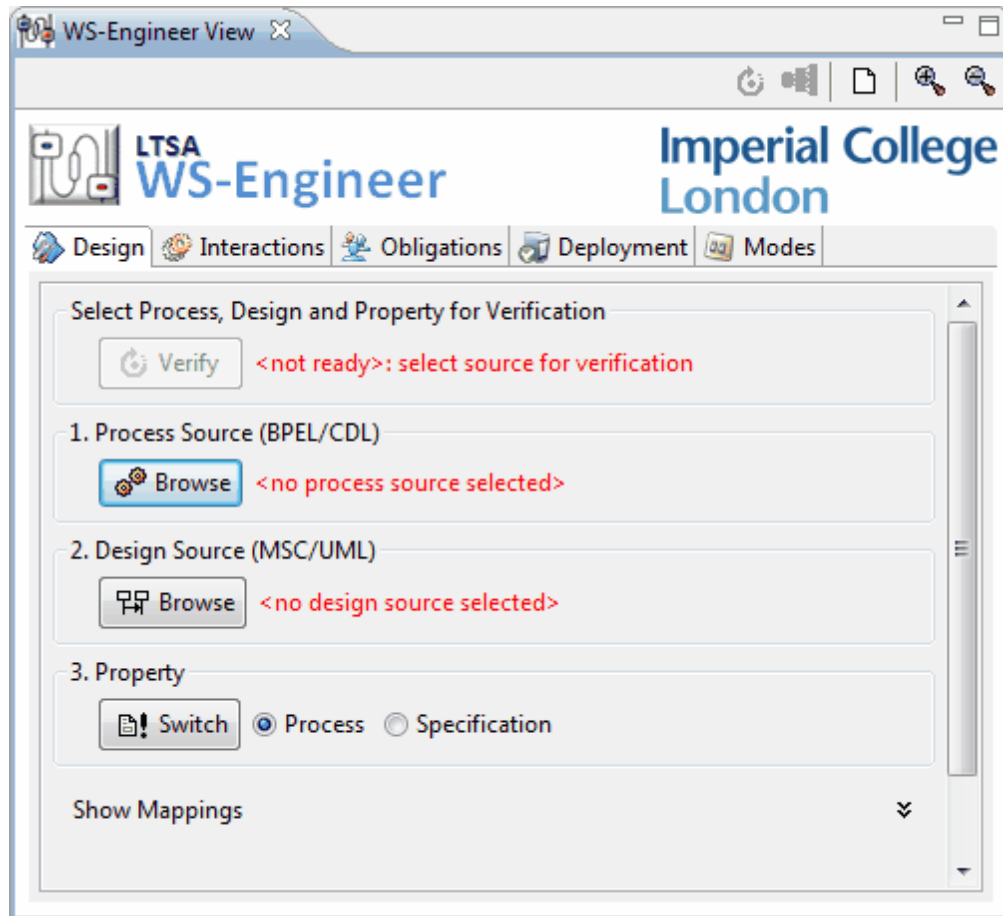 WS-Engineer View
LTSA
WS-Engineer
Imperial College
London
Design Interactions Obligations Deployment Modes
Select Process, Design and Property for Verification
Verify <not ready>: select source for verification
1. Process Source (BPEL/CDL)
Browse <no process source selected>
2. Design Source (MSC/UML)
Browse <no design source selected>
3. Property
Switch Process Specification
Show Mappings